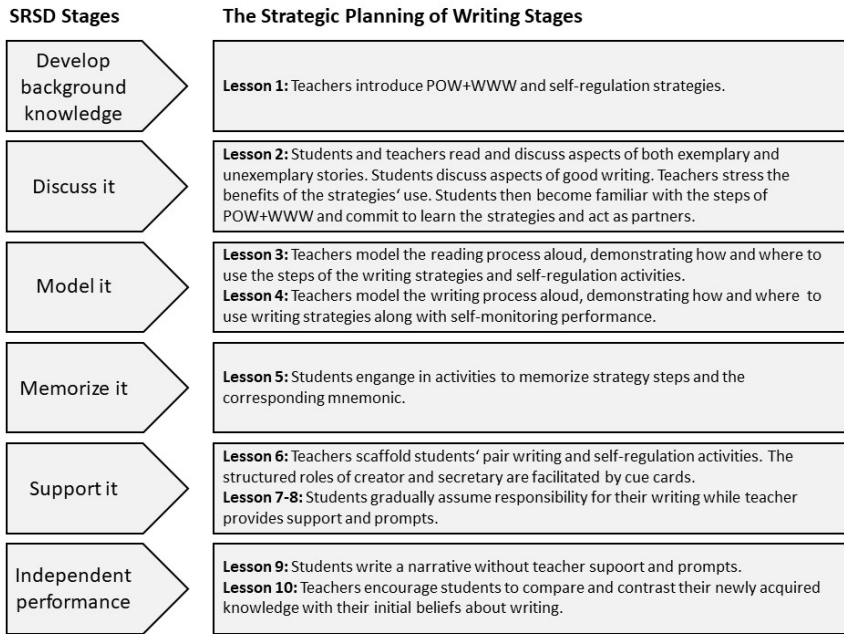 SRSD Stages
The Strategic Planning of Writing Stages
Develop
background
knowledge
Lesson 1: Teachers introduce POW+WWW and self-regulation strategies.
Discuss it
Lesson 2: Students and teachers read and discuss aspects of both exemplary and
unexemplary stories. Students discuss aspects of good writing. Teachers stress the
benefits of the strategies‘ use. Students then become familiar with the steps of
POW+WWW and commit to learn the strategies and act as partners.
Model it
Lesson 3: Teachers model the reading process aloud, demonstrating how and where to
use the steps of the writing strategies and self-regulation activities.
Lesson 4: Teachers model the writing process aloud, demonstrating how and where to
use writing strategies along with self-monitoring performance.
Memorize it
Lesson 5: Students engange in activities to memorize strategy steps and the
corresponding mnemonic.
Support it
Lesson 6: Teachers scaffold students‘ pair writing and self-regulation activities. The
structured roles of creator and secretary are facilitated by cue cards.
Lesson 7-8: Students gradually assume responsibility for their writing while teacher
provides support and prompts.
Independent
performance
Lesson 9: Students write a narrative without teacher supoort and prompts.
Lesson 10: Teachers encourage students to compare and contrast their newly acquired
knowledge with their initial beliefs about writing.